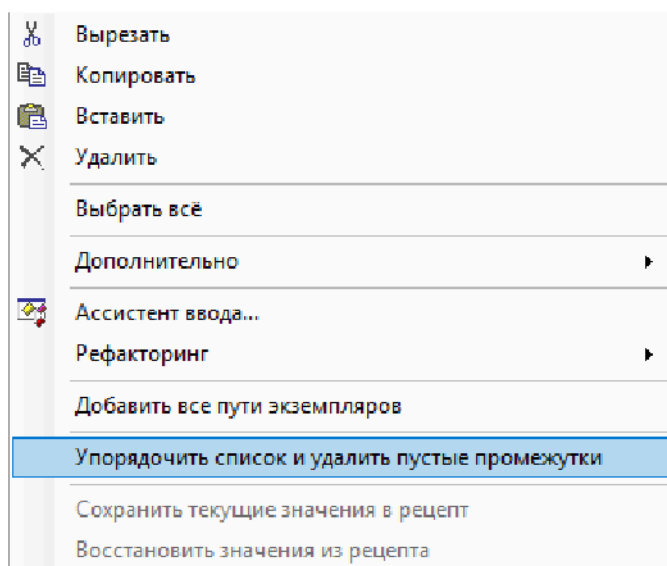 Вырезать
Копировать
Вставить
Удалить
Выбрать всё
Дополнительно
Ассистент ввода...
Рефакторинг
Добавить все пути экземпляров
Упорядочить список и удалить пустые промежутки
Сохранить текущие значения в рецепт
Восстановить значения из рецепта